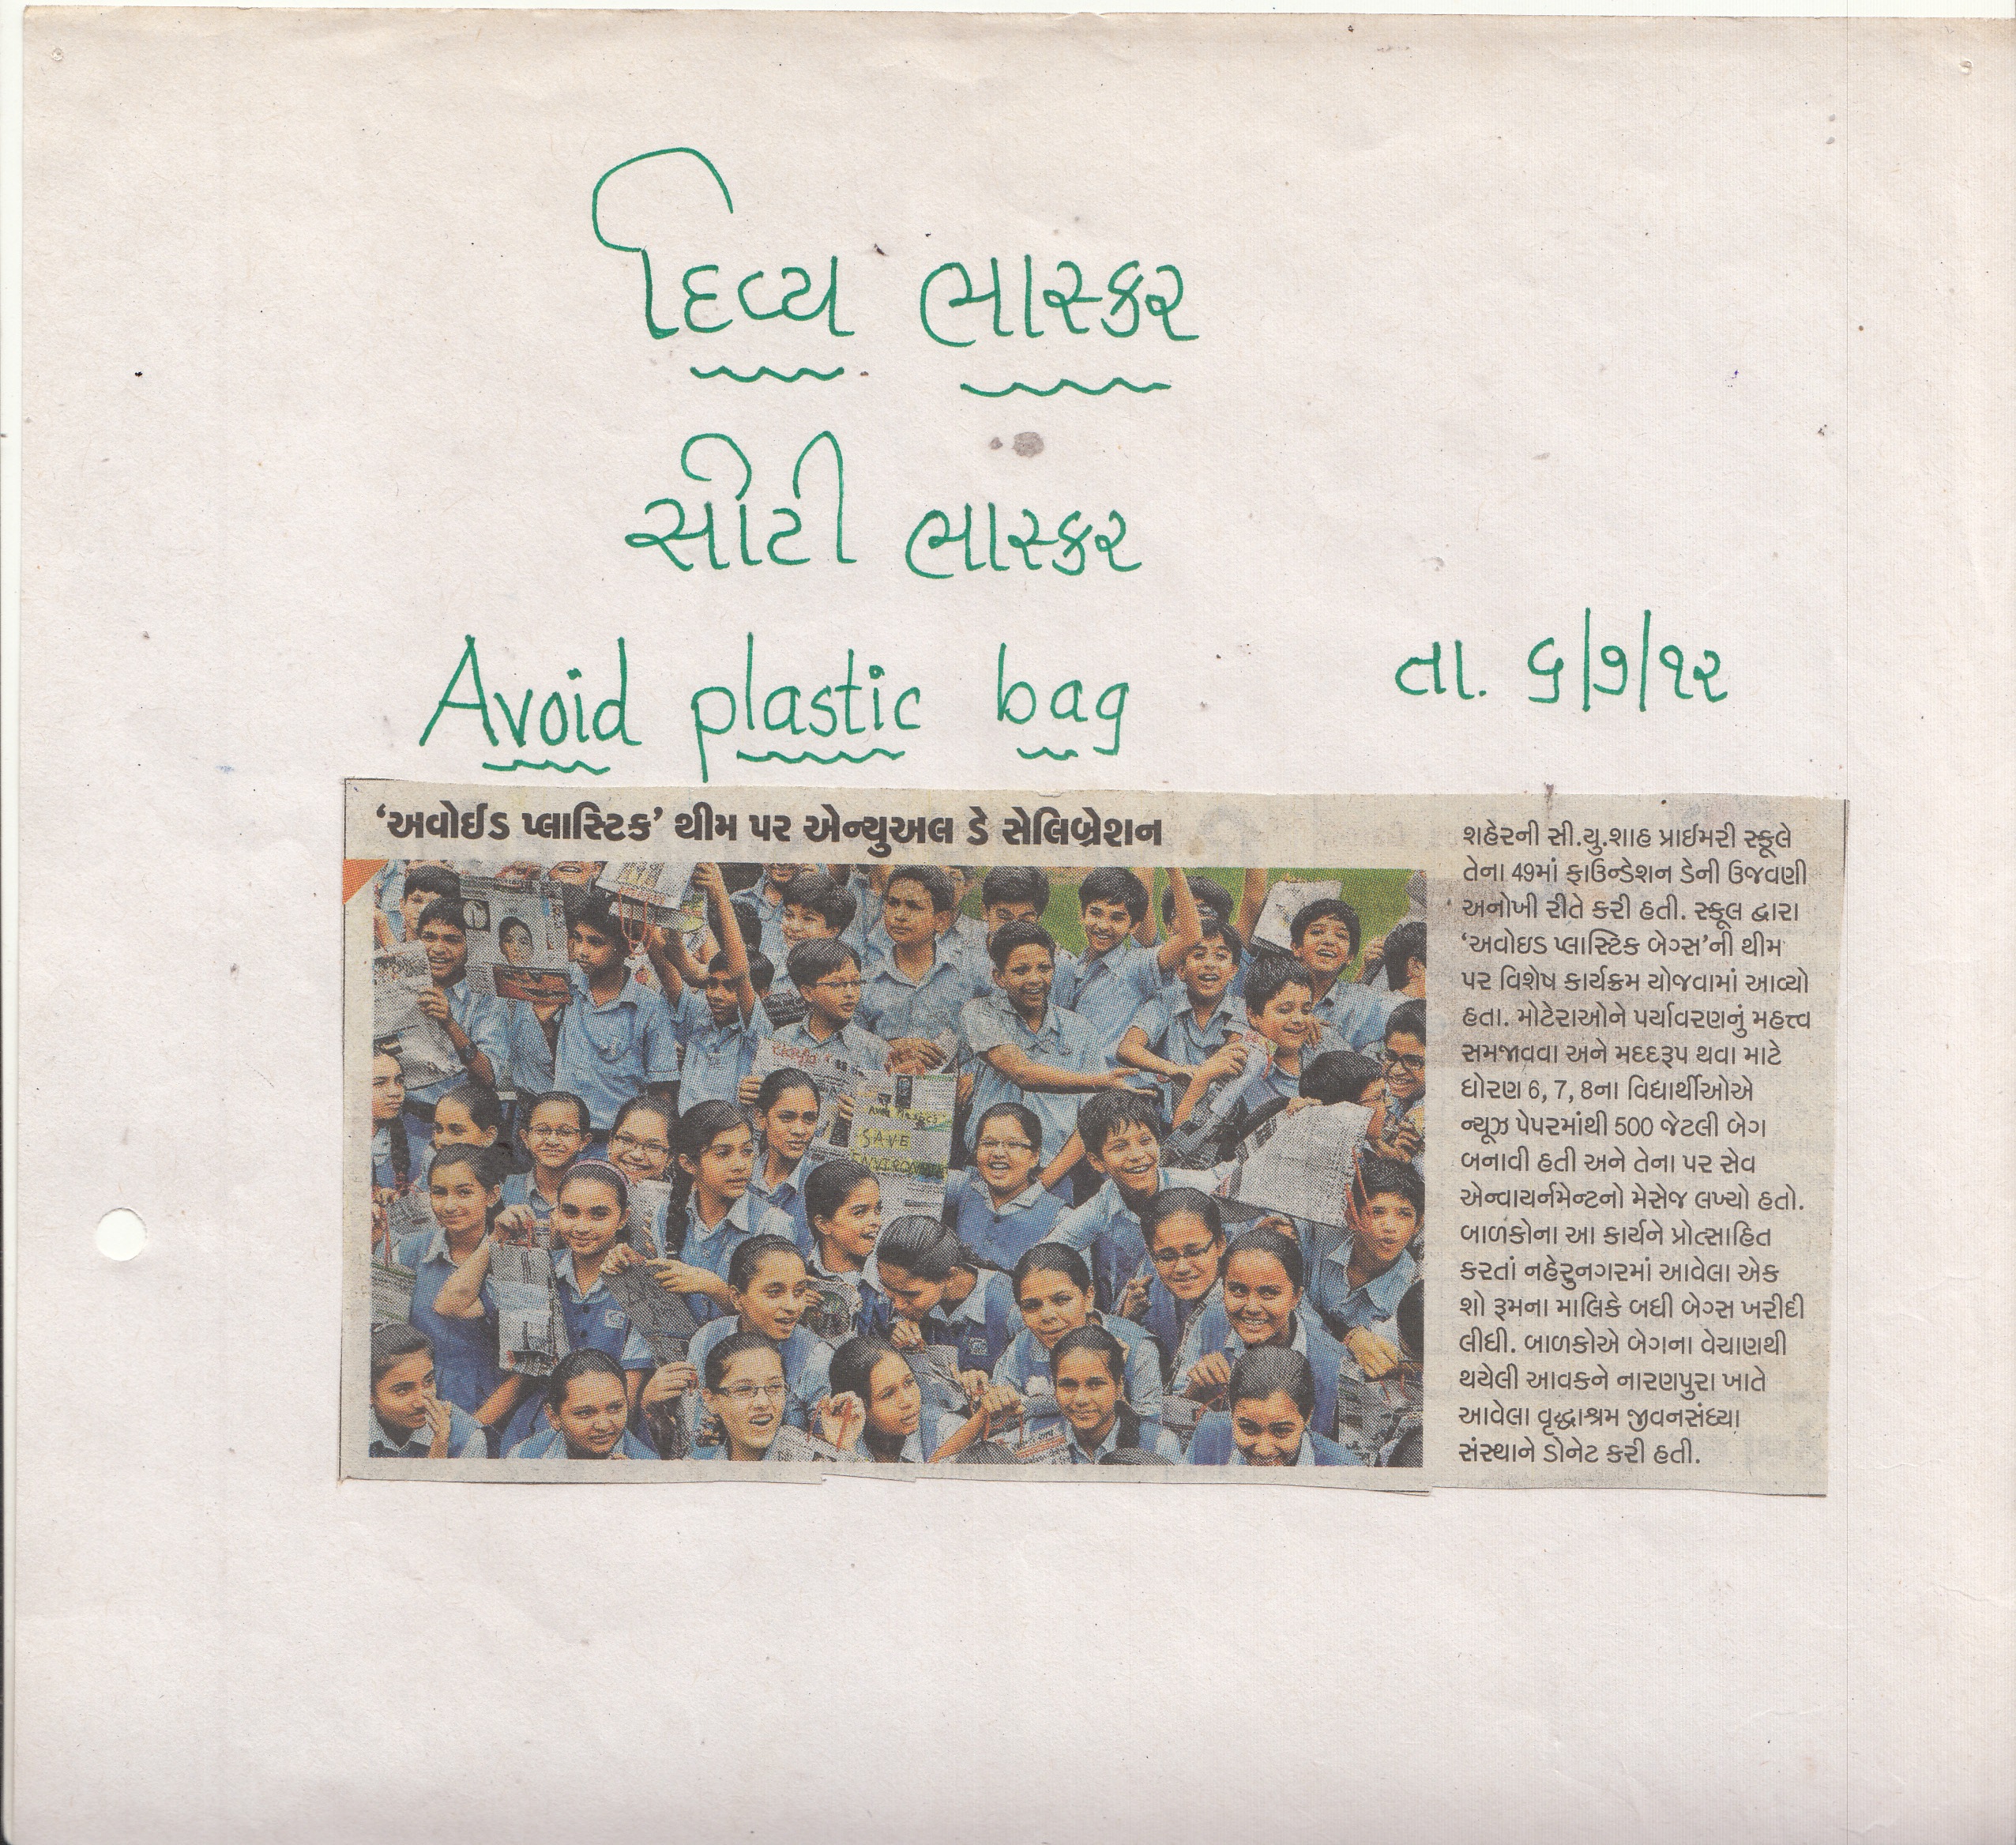 દિવ્ય ભાસ્કર
સીટી ભાસ્કર
Avoid plastic bag
તા. ૬/૭/૧૨
‘અવોઈડ પ્લાસ્ટિક’ થીમ પર એન્યુઅલ ડે સેલિબ્રેશન
SAVE
શહેરની સી.યુ.શાહ પ્રાઈમરી સ્કૂલે
તેના 49માં ફાઉન્ડેશન ડેની ઉજવણી
અનોખી રીતે કરી હતી. સ્કૂલ દ્વારા
‘અવોઇડ પ્લાસ્ટિક બેગ્સ’ની થીમ
પર વિશેષ કાર્યક્રમ યોજવામાં આવ્યો
હતા. મોટેરાઓને પર્યાવરણનું મહત્ત્વ
સમજાવવા અને મદદરૂપ થવા માટે
ધોરણ 6, 7, 8ના વિદ્યાર્થીઓએ
ન્યૂઝ પેપરમાંથી 500 જેટલી બેગ
બનાવી હતી અને તેના પર સેવ
એન્વાયર્નમેન્ટનો મેસેજ લખ્યો હતો.
બાળકોના આ કાર્યને પ્રોત્સાહિત
કરતાં નહેરુનગરમાં આવેલા એક
શો રૂમના માલિકે બધી બેગ્સ ખરીદી
લીધી. બાળકોએ બેગના વેચાણથી
થયેલી આવકને નારણપુરા ખાતે
આવેલા વૃદ્ધાશ્રમ જીવનસંધ્યા
સંસ્થાને ડોનેટ કરી હતી.